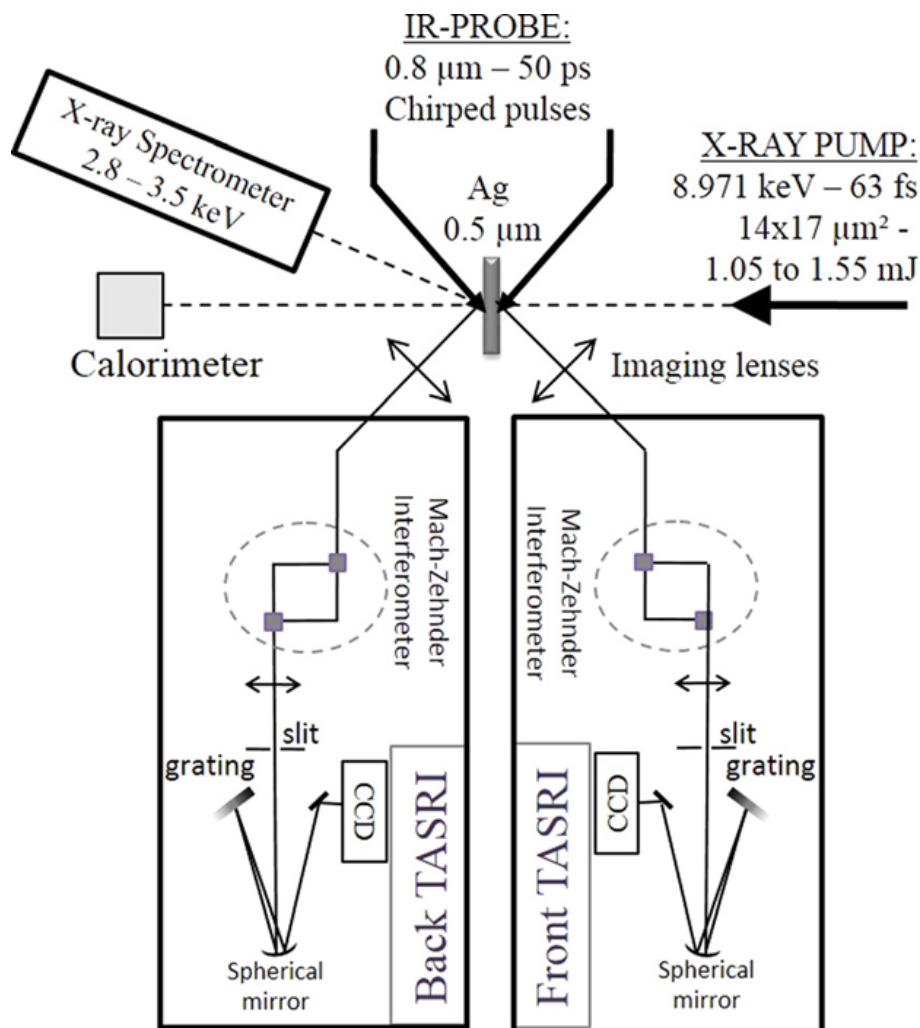 IR-PROBE:
0.8 µm – 50 ps
Chirped pulses
X-ray Spectrometer
2.8 – 3.5 keV
X-RAY PUMP:
8.971 keV – 63 fs
14x17 µm² -
1.05 to 1.55 mJ
Ag
0.5 µm
Calorimeter
Imaging lenses
Mach-Zehnder
Interferometer
Mach-Zehnder
Interferometer
slit
grating
CCD
Back TASRI
Spherical
mirror
slit
grating
CCD
Front TASRI
Spherical
mirror